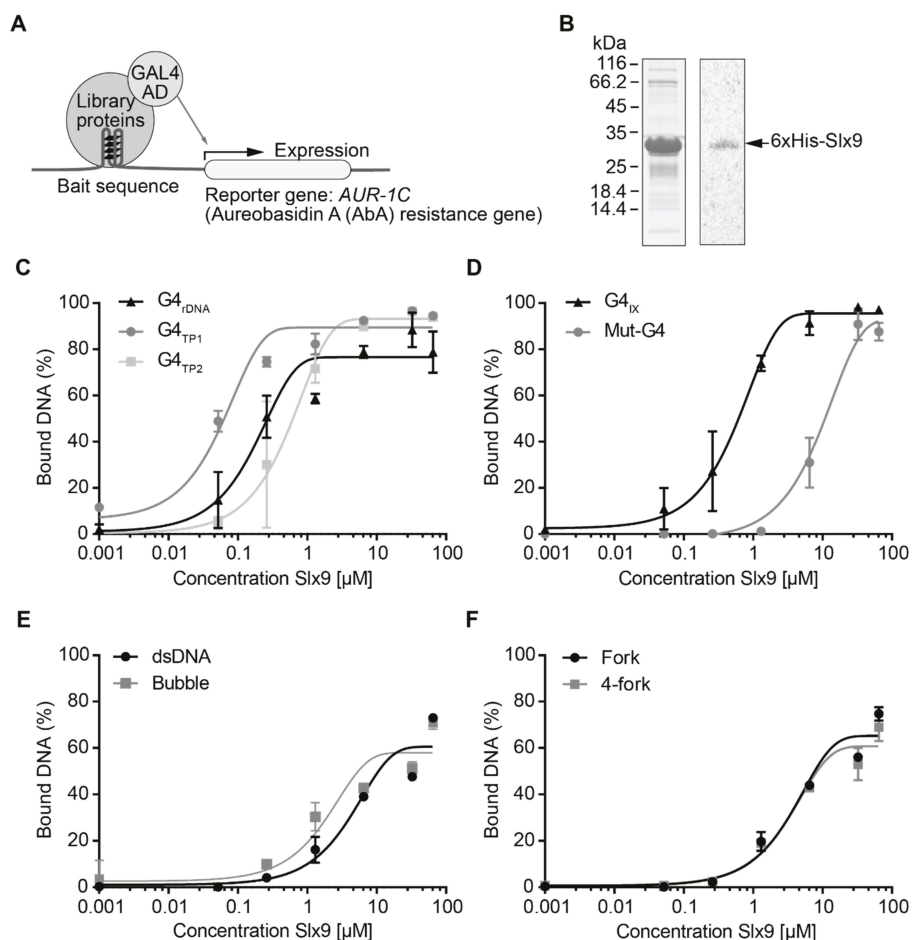 A
GAL4
AD
Library
proteins
Expression
Bait sequence
Reporter gene: AUR-1C
(Aureobasidin A (AbA) resistance gene)
B
kDa
116
66.2
45
35
25
18.4
14.4
6xHis-Slx9
C
G4rDNA
G4TP1
G4TP2
Bound DNA (%)
100
80
60
40
20
0
0.001 0.01 0.1 1 10 100
Concentration Slx9 [µM]
D
G4IX
Mut-G4
Bound DNA (%)
100
80
60
40
20
0
0.001 0.01 0.1 1 10 100
Concentration Slx9 [µM]
E
dsDNA
Bubble
Bound DNA (%)
100
80
60
40
20
0
0.001 0.01 0.1 1 10 100
Concentration Slx9 [µM]
F
Fork
4-fork
Bound DNA (%)
100
80
60
40
20
0
0.001 0.01 0.1 1 10 100
Concentration Slx9 [µM]